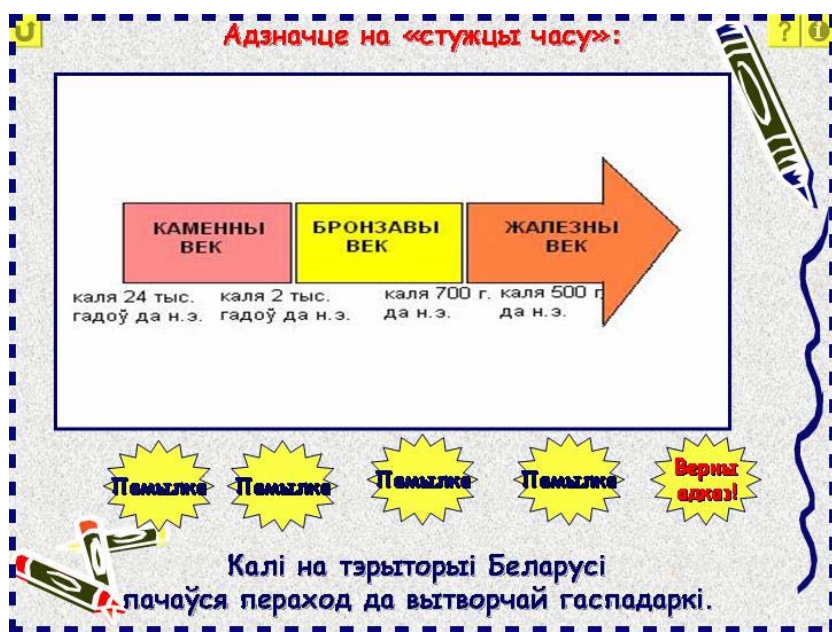 Адзначце на «стужцы часу»:
КАМЕННЫ
ВЕК
БРОНЗАВЫ
ВЕК
ЖАЛЕЗНЫ
ВЕК
каля 24 тыс.
гадоў да н.э.
каля 2 тыс.
гадоў да н.э.
каля 700 г.
да н.э.
каля 500 г
да н.э.
Памылка
Памылка
Памылка
Памылка
Верны
адказ!
Калі на тэрыторыі Беларусі
пачаўся пераход да вытворчай гаспадаркі.